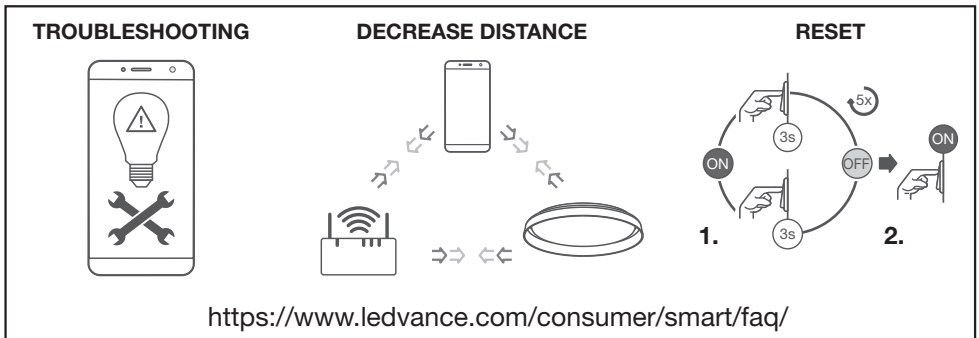 TROUBLESHOOTING
DECREASE DISTANCE
RESET
5x
3s
ON
OFF
ON
3s
1.
2.
https://www.ledvance.com/consumer/smart/faq/